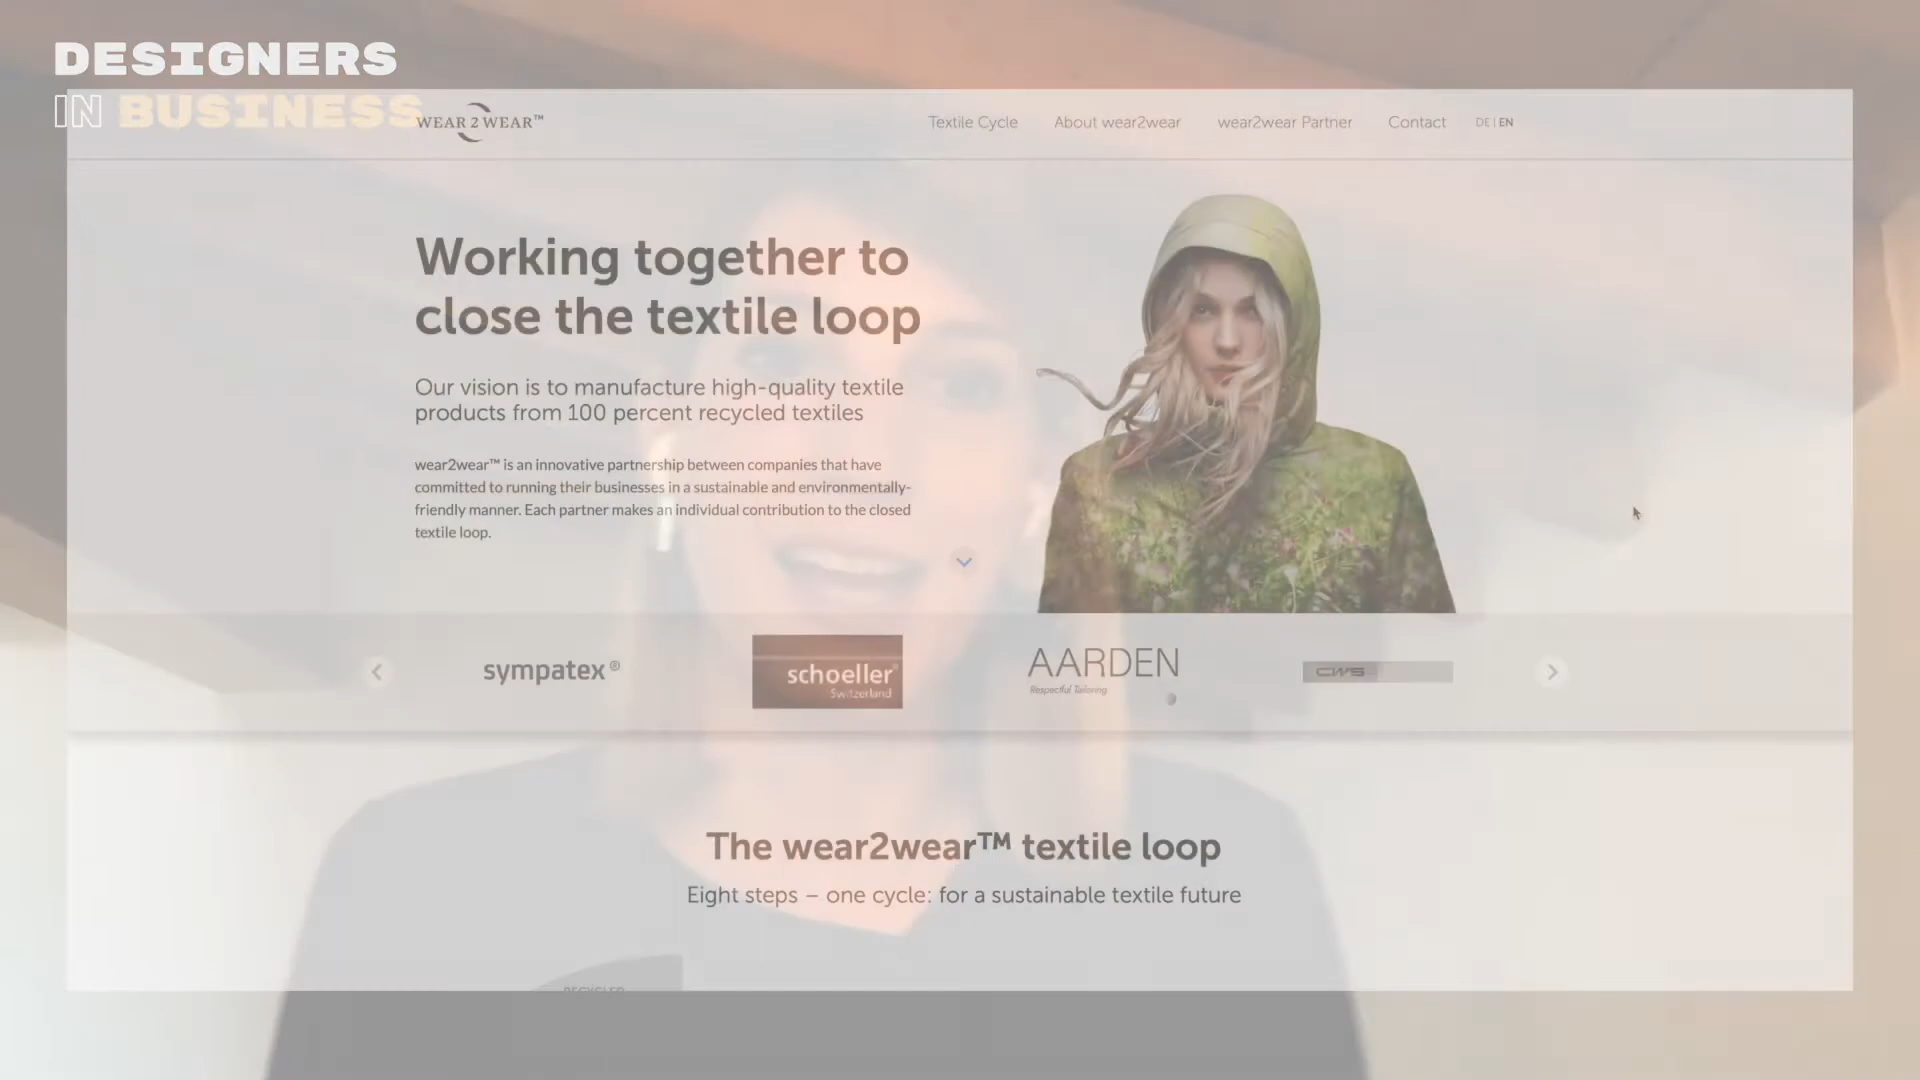 DESIGNERS
IN BUSINESS
WEAR 2 WEAR™
Textile Cycle
About wear2wear
wear2wear Partner
Contact
DE | EN
Working together to
close the textile loop
Our vision is to manufacture high-quality textile
products from 100 percent recycled textiles
wear2wear™ is an innovative partnership between companies that have
committed to running their businesses in a sustainable and environmentally-
friendly manner. Each partner makes an individual contribution to the closed
textile loop.
sympatex®
schoeller®
Switzerland
AARDEN
Respectful Tailoring
CWS
The wear2wear™ textile loop
Eight steps – one cycle: for a sustainable textile future
RECYCLED